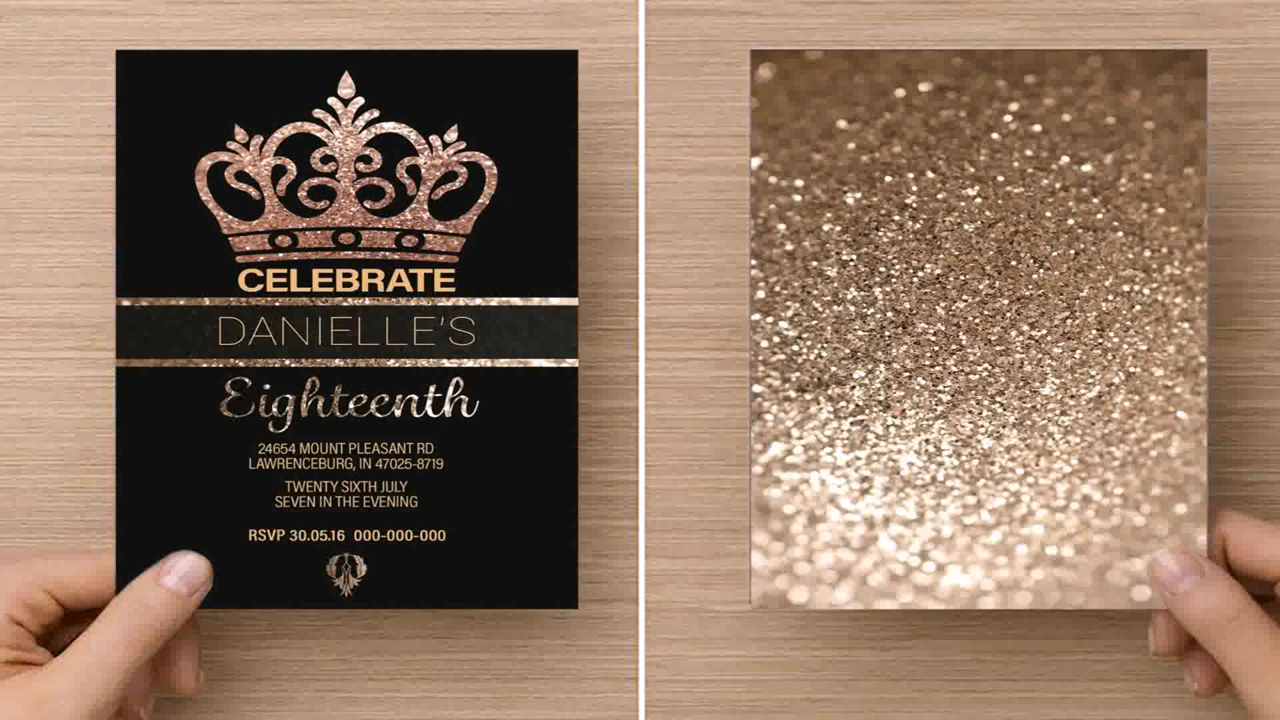 CELEBRATE
DANIELLE'S
Eighteenth
24654 MOUNT PLEASANT RD
LAWRENCEBURG, IN 47025-8719
TWENTY SIXTH JULY
SEVEN IN THE EVENING
RSVP 30.05.16 000-000-000